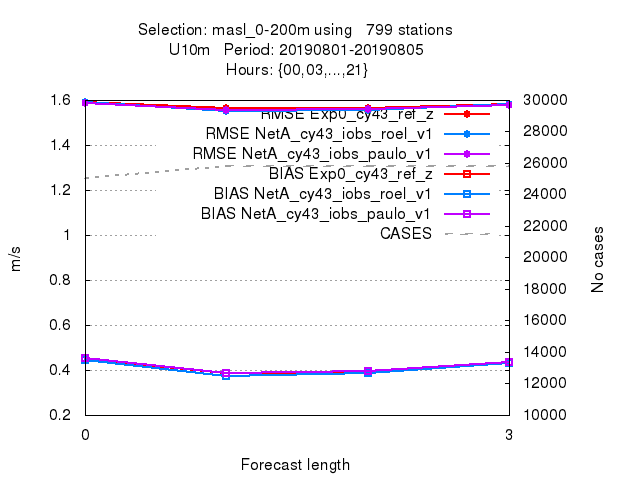 Selection: masl_0-200m using 799 stations
U10m Period: 20190801-20190805
Hours: {00,03,...,21}
1.6
1.4
1.2
1
0.8
0.6
0.4
0.2
m/s
RMSE Exp0_cy43_ref_z
RMSE NetA_cy43_iobs_roel_v1
RMSE NetA_cy43_iobs_paulo_v1
BIAS Exp0_cy43_ref_z
BIAS NetA_cy43_iobs_roel_v1
BIAS NetA_cy43_iobs_paulo_v1
CASES
30000
28000
26000
24000
22000
20000
18000
16000
14000
12000
10000
No cases
0
3
Forecast length